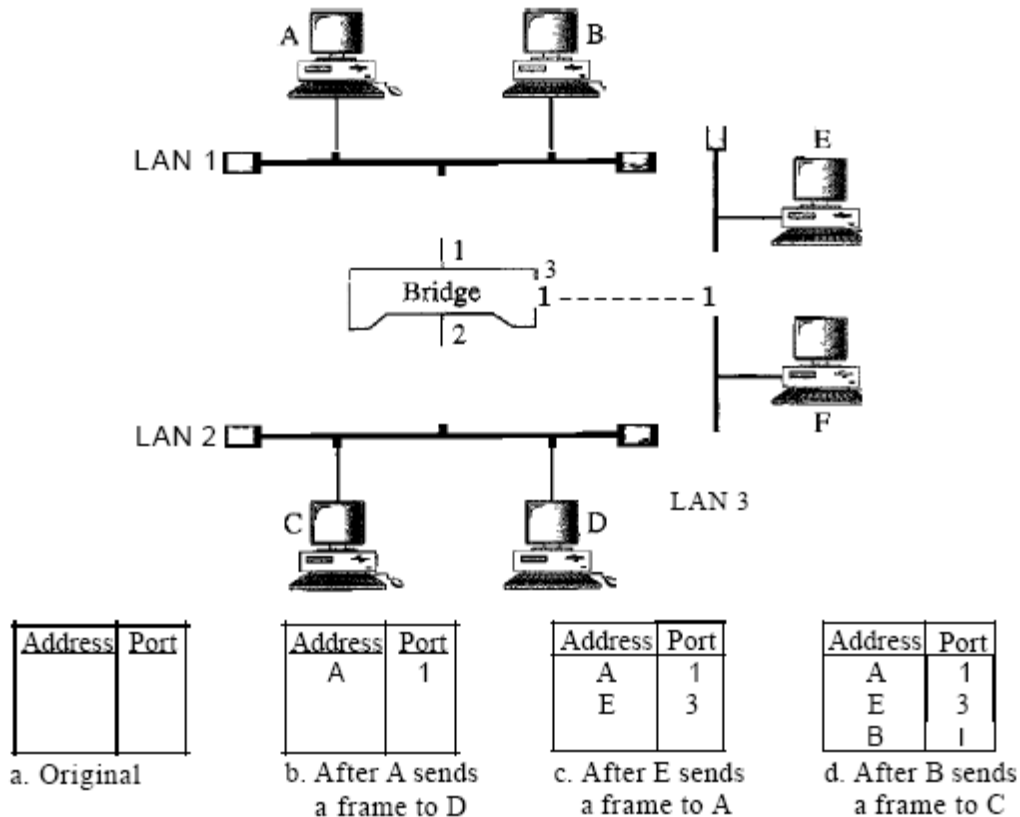 A
B
LAN 1
E
1
3
Bridge
1
1
2
F
LAN 2
LAN 3
C
D
Address Port
a. Original
Address Port
A 1
b. After A sends
a frame to D
Address Port
A 1
E 3
c. After E sends
a frame to A
Address Port
A 1
E 3
B I
d. After B sends
a frame to C